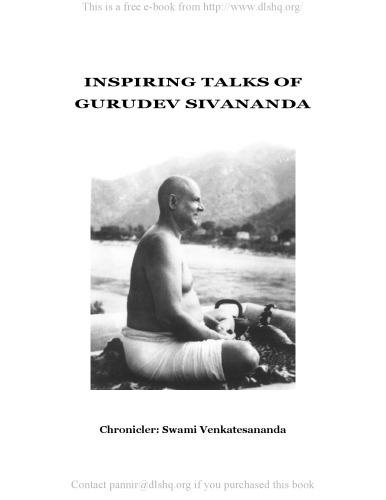 This is a free e-book from http://www.dlshq.org/
INSPIRING TALKS OF
GURUDEV SIVANANDA
Chronicler: Swami Venkatesananda
Contact pannir@dlshq.org if you purchased this book